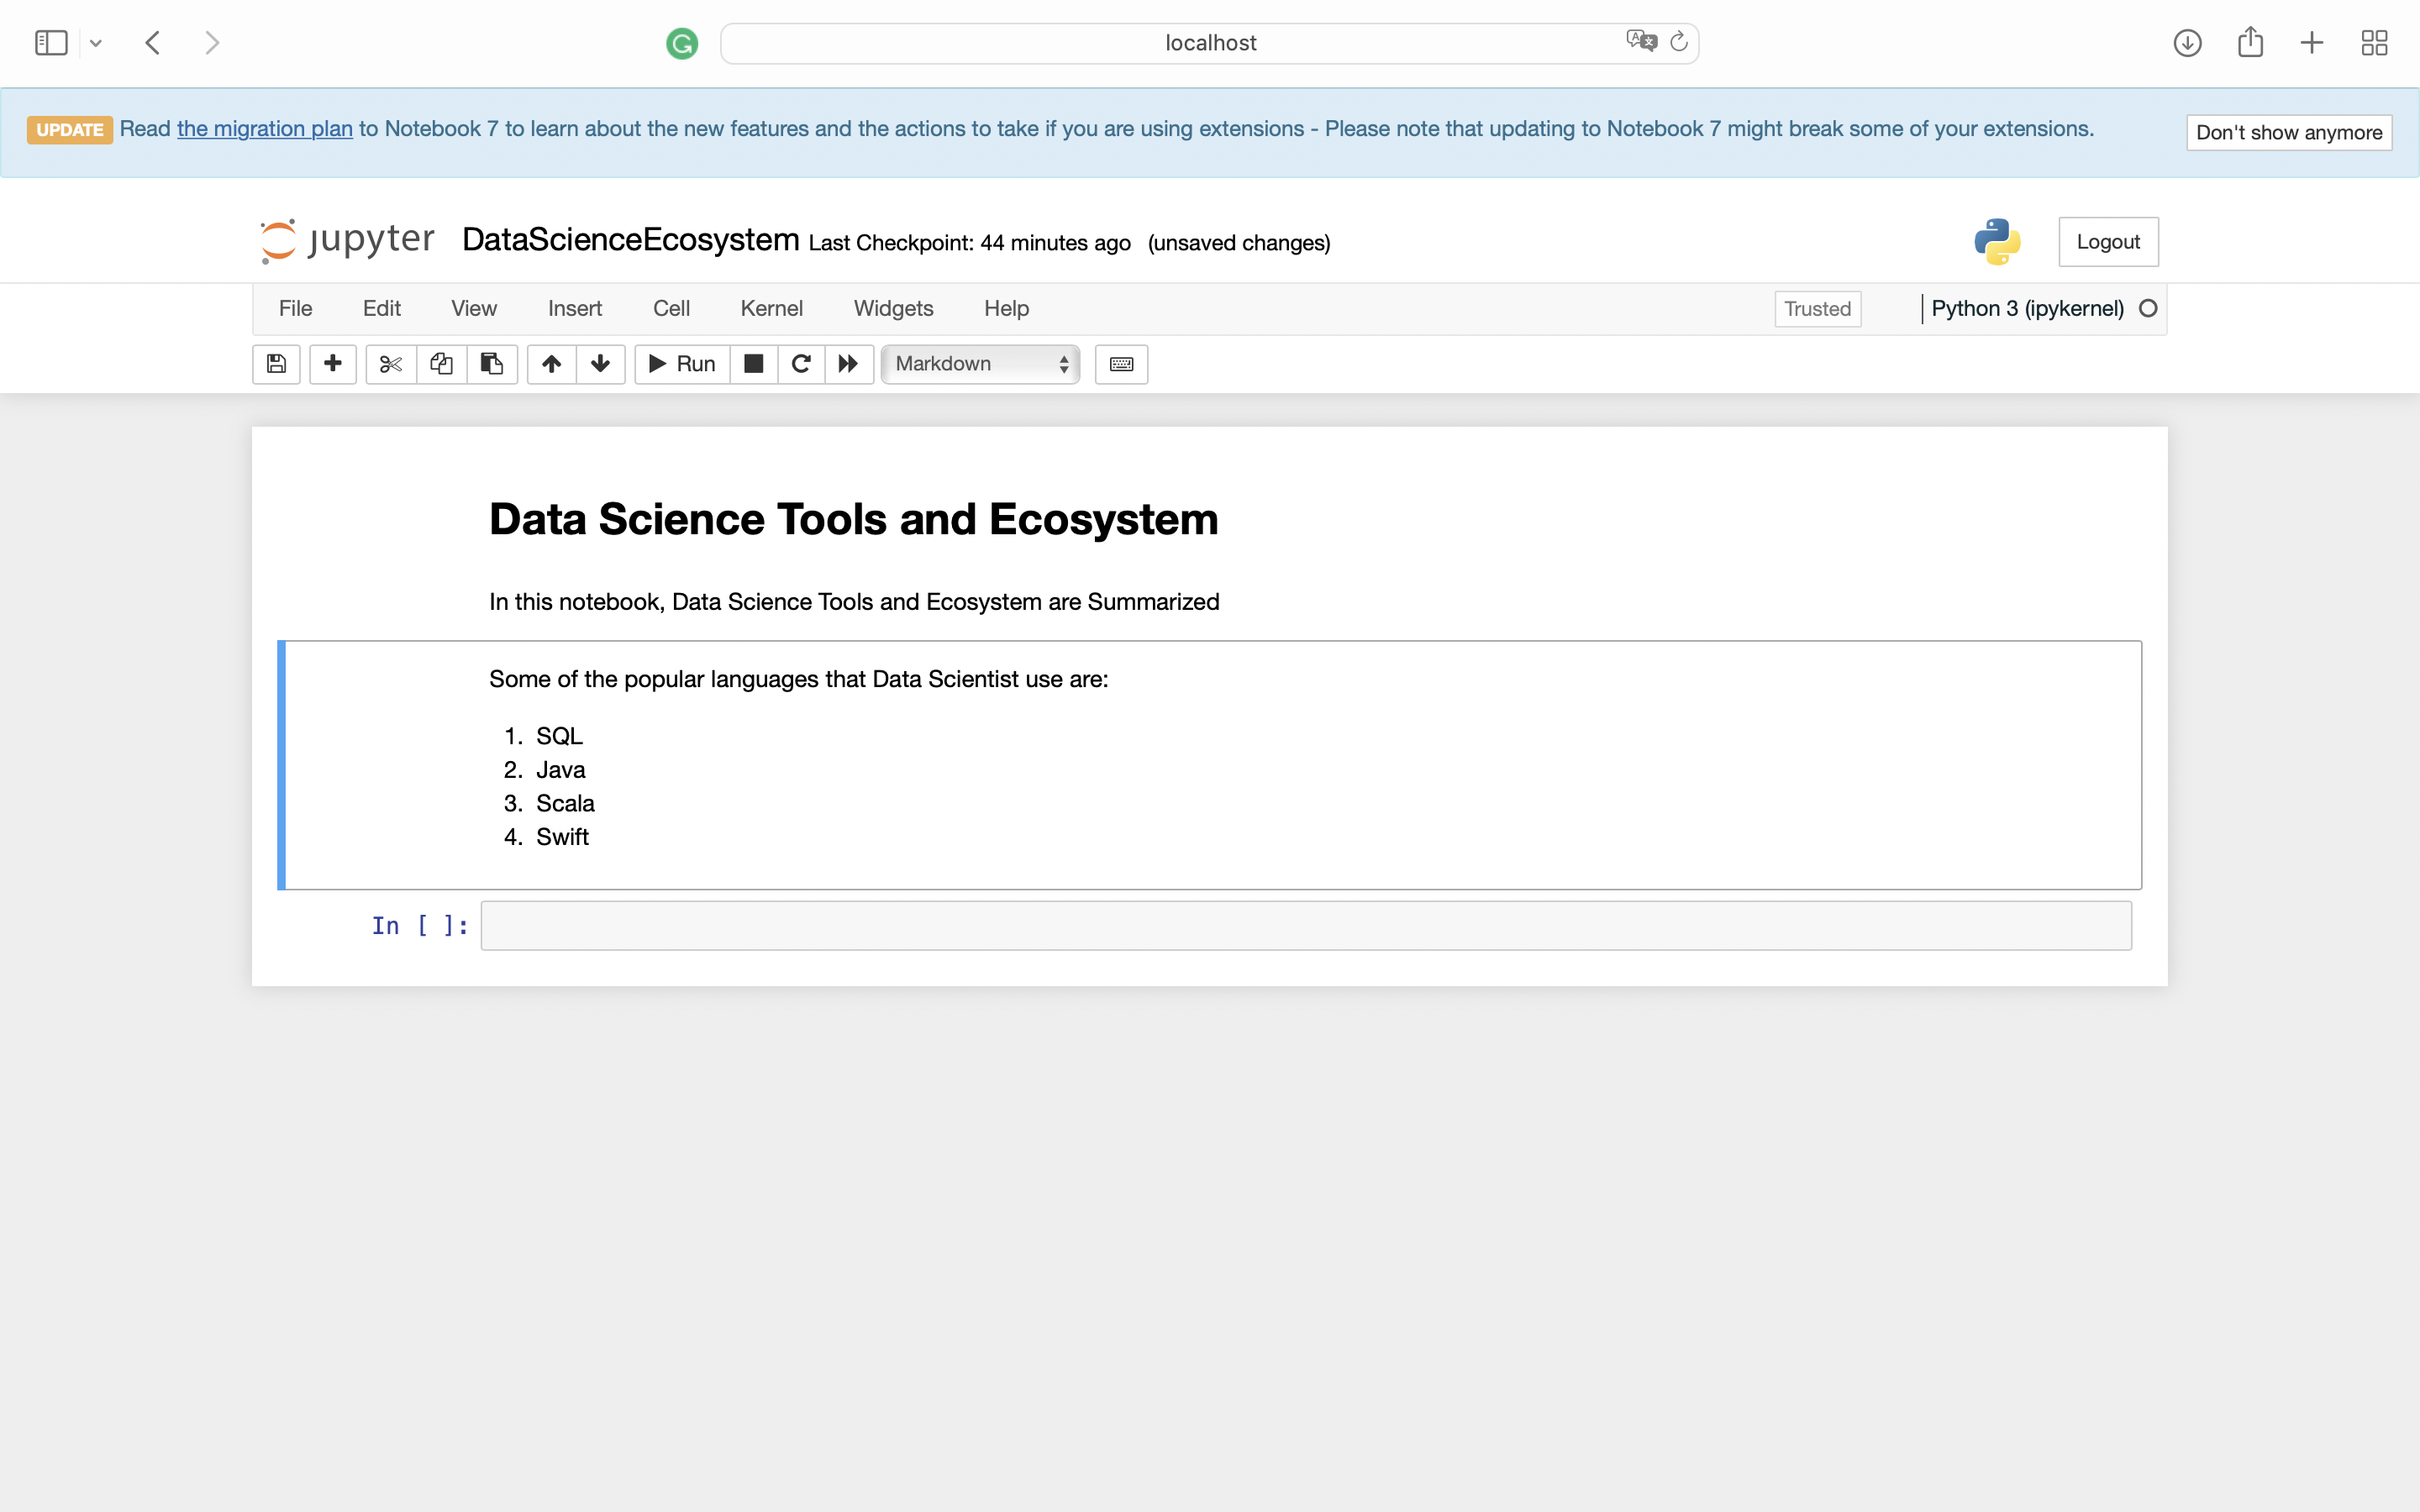 localhost
UPDATE Read the migration plan to Notebook 7 to learn about the new features and the actions to take if you are using extensions - Please note that updating to Notebook 7 might break some of your extensions. Don't show anymore
jupyter DataScienceEcosystem Last Checkpoint: 44 minutes ago (unsaved changes) Logout
File Edit View Insert Cell Kernel Widgets Help Trusted Python 3 (ipykernel)
Run Markdown
Data Science Tools and Ecosystem
In this notebook, Data Science Tools and Ecosystem are Summarized
Some of the popular languages that Data Scientist use are:
1. SQL
2. Java
3. Scala
4. Swift
In [ ]: